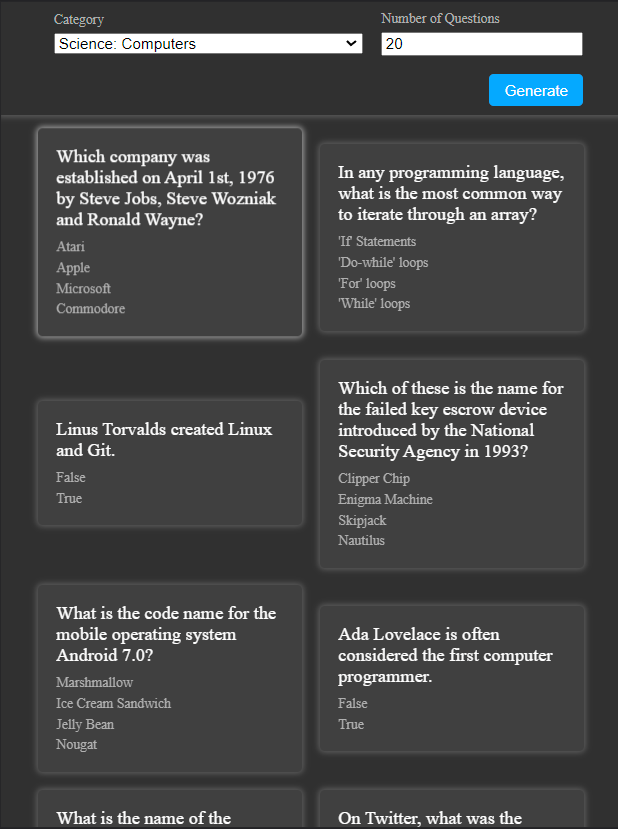 Category
Number of Questions
Science: Computers
20
Generate
Which company was
established on April 1st, 1976
by Steve Jobs, Steve Wozniak
and Ronald Wayne?
Atari
Apple
Microsoft
Commodore
In any programming language,
what is the most common way
to iterate through an array?
'If' Statements
'Do-while' loops
'For' loops
'While' loops
Linus Torvalds created Linux
and Git.
False
True
Which of these is the name for
the failed key escrow device
introduced by the National
Security Agency in 1993?
Clipper Chip
Enigma Machine
Skipjack
Nautilus
What is the code name for the
mobile operating system
Android 7.0?
Marshmallow
Ice Cream Sandwich
Jelly Bean
Nougat
Ada Lovelace is often
considered the first computer
programmer.
False
True
What is the name of the
On Twitter, what was the